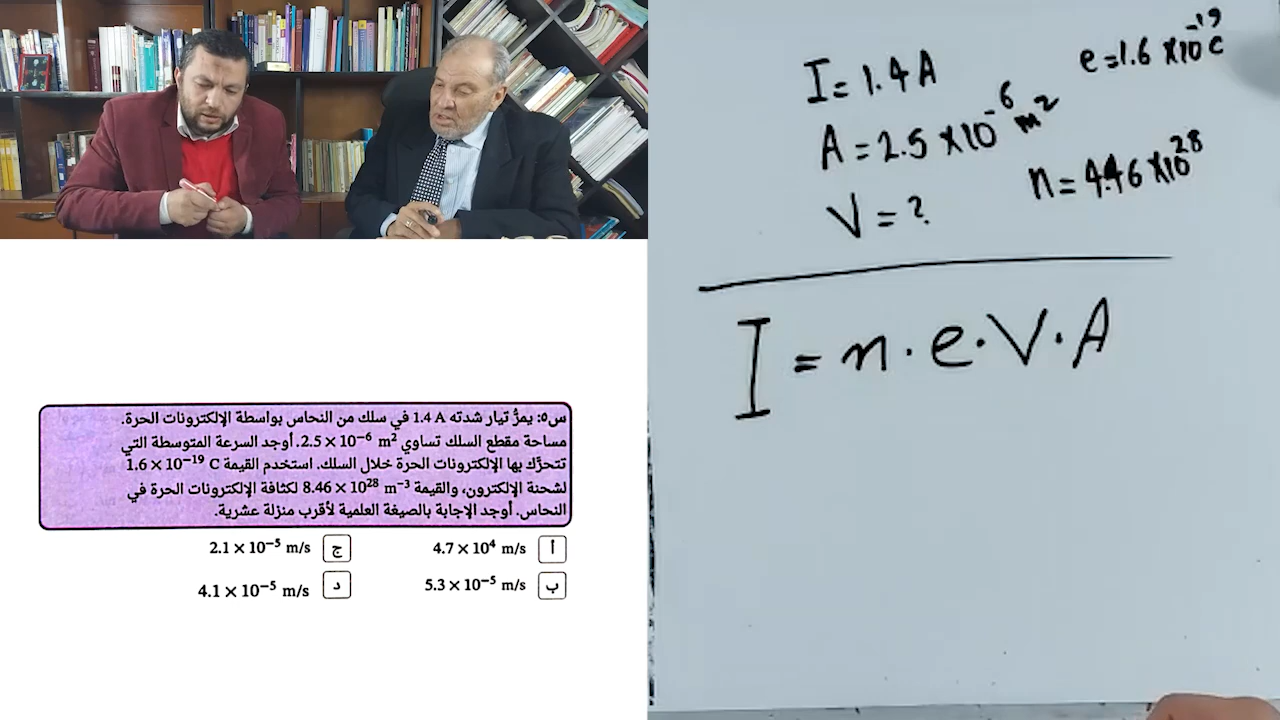 I = 1.4 A
e = 1.6 × 10⁻¹⁹ C
A = 2.5 × 10⁻⁶ m²
n = 4.46 × 10²⁸
V = ?
I = n · e · V · A
س٥: يمرُّ تيار شدته 1.4 A في سلك من النحاس بواسطة الإلكترونات الحرة.
مساحة مقطع السلك تساوي 2.5 × 10⁻⁶ m². أوجد السرعة المتوسطة التي
تتحرَّك بها الإلكترونات الحرة خلال السلك. استخدم القيمة 1.6 × 10⁻¹⁹ C
لشحنة الإلكترون، والقيمة 8.46 × 10²⁸ m⁻³ لكثافة الإلكترونات الحرة في
النحاس. أوجد الإجابة بالصيغة العلمية لأقرب منزلة عشرية.
أ 4.7 × 10⁴ m/s
ج 2.1 × 10⁻⁵ m/s
ب 5.3 × 10⁻⁵ m/s
د 4.1 × 10⁻⁵ m/s